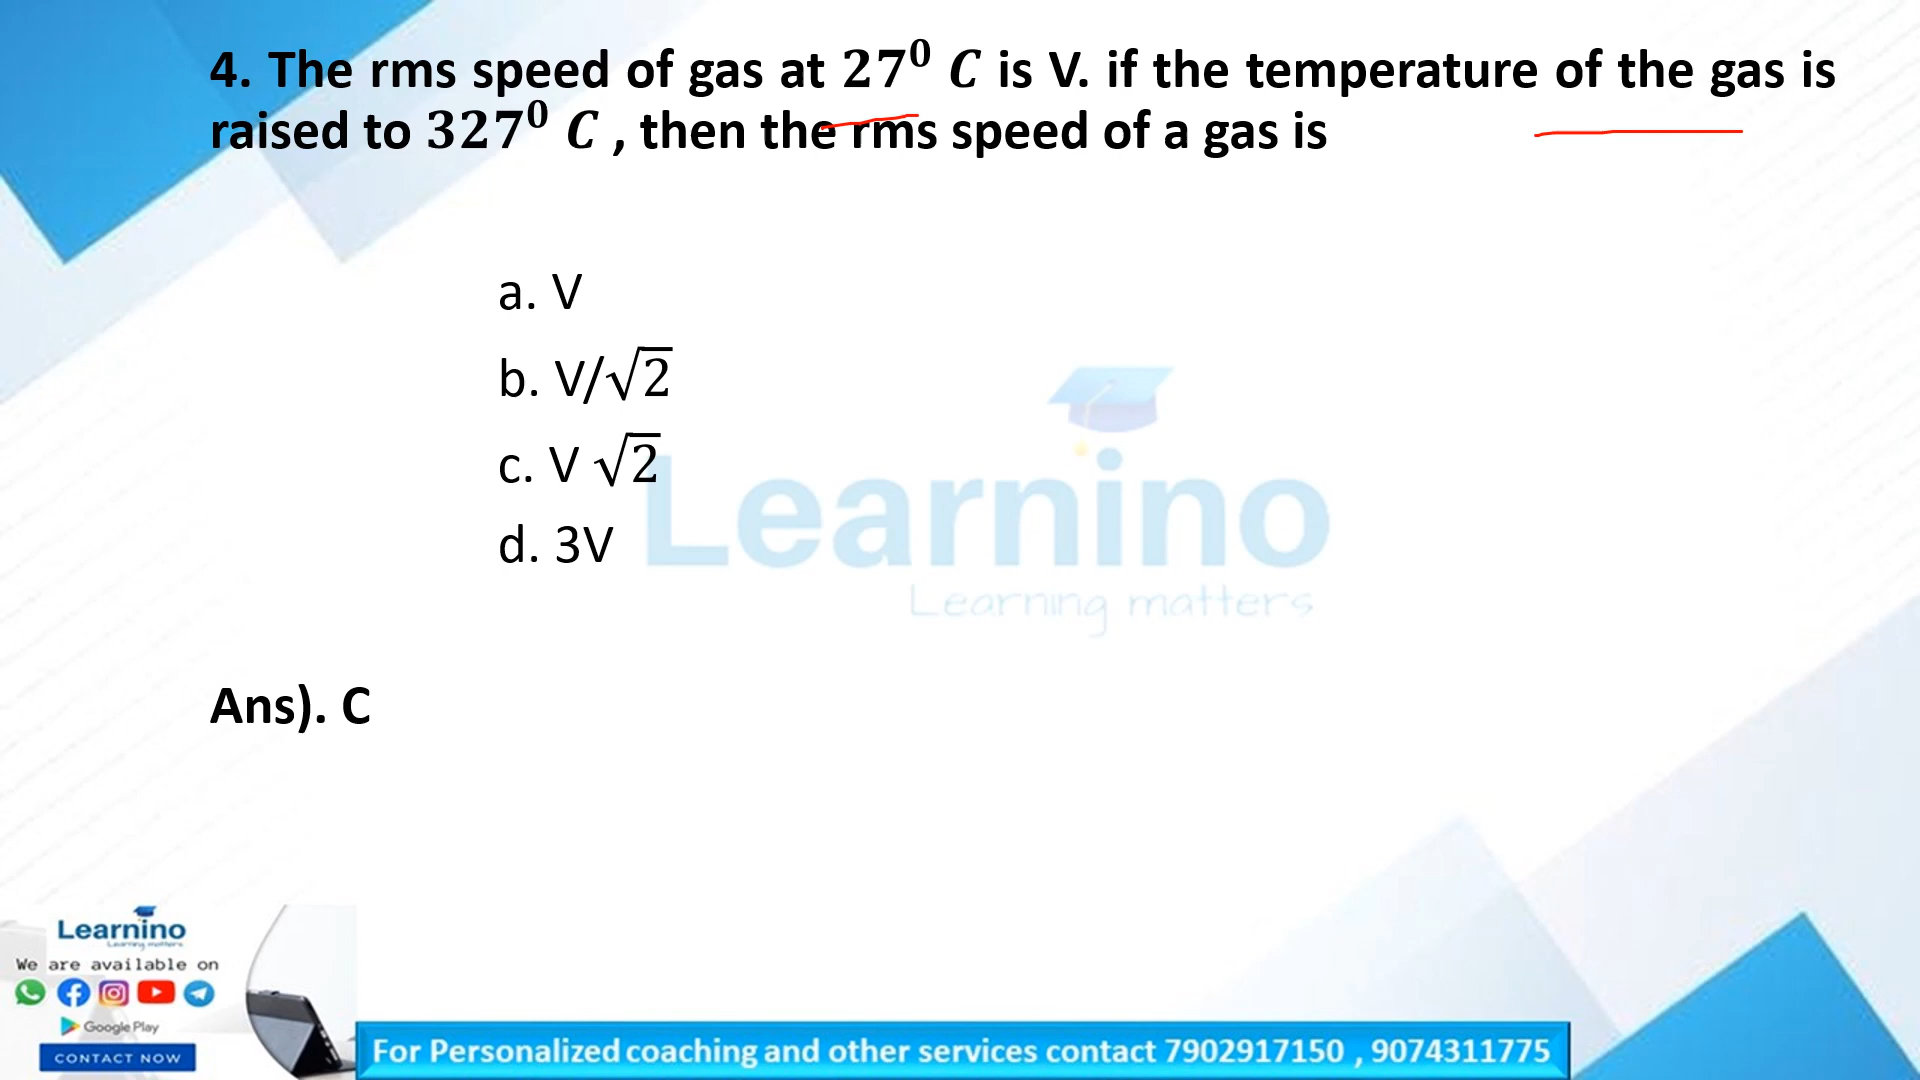 4. The rms speed of gas at 27⁰ C is V. if the temperature of the gas is
raised to 327⁰ C , then the rms speed of a gas is
a. V
b. V/√2
c. V √2
d. 3V
Learnino
Learning matters
Ans). C
Learnino
Learning matters
We are available on
Google Play
CONTACT NOW
For Personalized coaching and other services contact 7902917150 , 9074311775